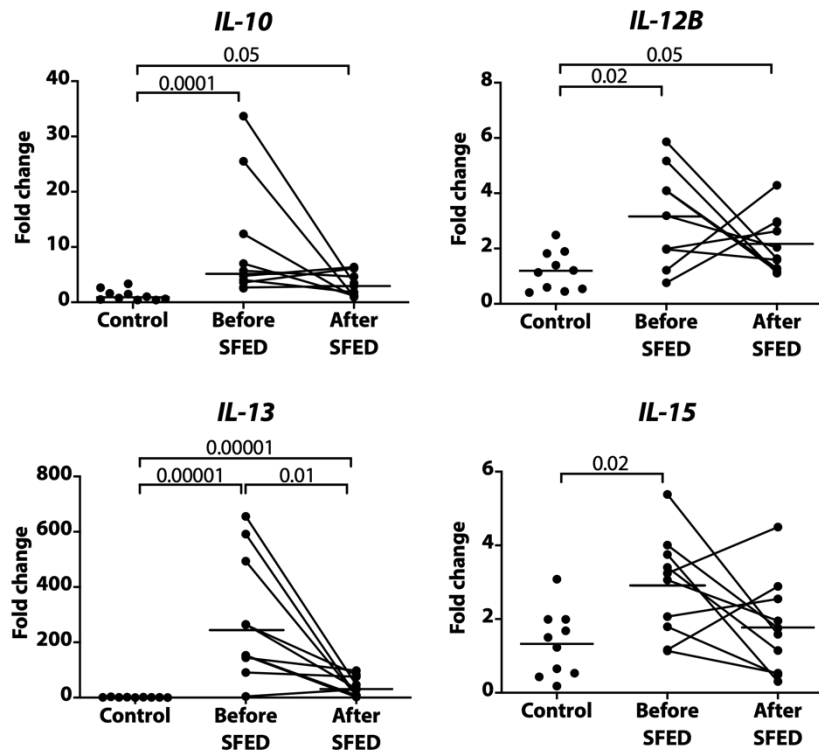 IL-10
0.05
0.0001
40
30
20
10
0
Fold change
Control
Before
SFED
After
SFED
IL-12B
0.05
0.02
8
6
4
2
0
Fold change
Control
Before
SFED
After
SFED
IL-13
0.00001
0.00001
0.01
800
600
400
200
0
Fold change
Control
Before
SFED
After
SFED
IL-15
0.02
6
4
2
0
Fold change
Control
Before
SFED
After
SFED